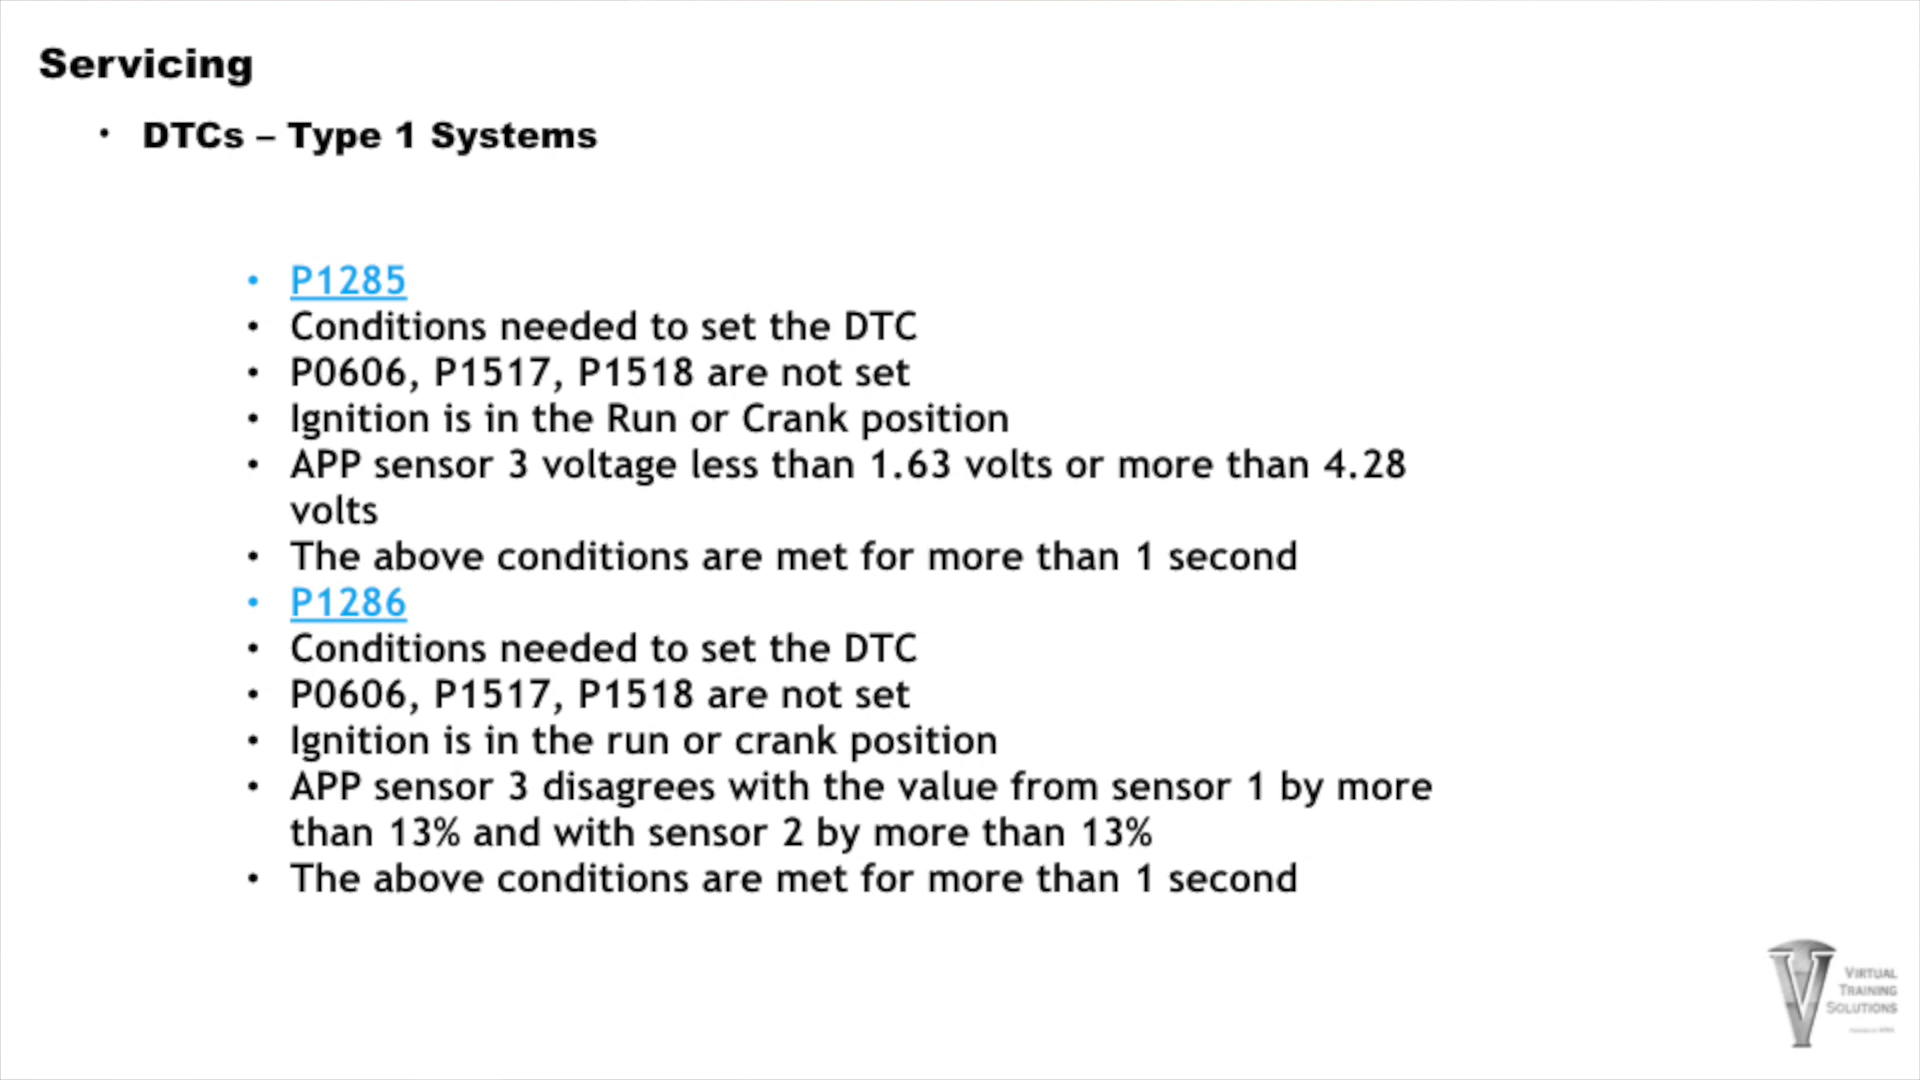 Servicing
• DTCs – Type 1 Systems
• P1285
• Conditions needed to set the DTC
• P0606, P1517, P1518 are not set
• Ignition is in the Run or Crank position
• APP sensor 3 voltage less than 1.63 volts or more than 4.28
volts
• The above conditions are met for more than 1 second
• P1286
• Conditions needed to set the DTC
• P0606, P1517, P1518 are not set
• Ignition is in the run or crank position
• APP sensor 3 disagrees with the value from sensor 1 by more
than 13% and with sensor 2 by more than 13%
• The above conditions are met for more than 1 second
VIRTUAL
TRAINING
SOLUTIONS